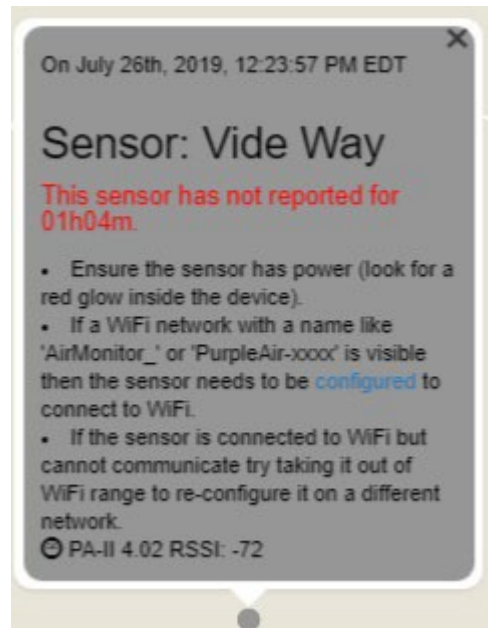 On July 26th, 2019, 12:23:57 PM EDT
Sensor: Vide Way
This sensor has not reported for
01h04m.
• Ensure the sensor has power (look for a
red glow inside the device).
• If a WiFi network with a name like
'AirMonitor_' or 'PurpleAir-xxxx' is visible
then the sensor needs to be configured to
connect to WiFi.
• If the sensor is connected to WiFi but
cannot communicate try taking it out of
WiFi range to re-configure it on a different
network.
PA-II 4.02 RSSI: -72